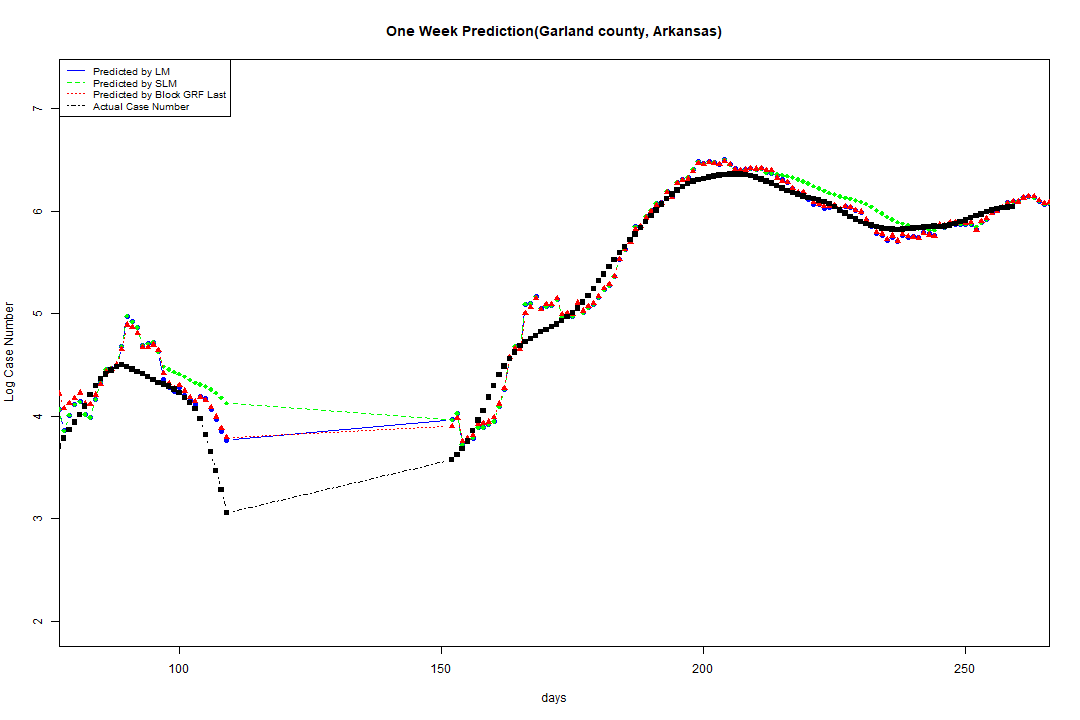 One Week Prediction(Garland county, Arkansas)
Predicted by LM
Predicted by SLM
Predicted by Block GRF Last
Actual Case Number
7
6
5
4
3
2
Log Case Number
100 150 200 250
days